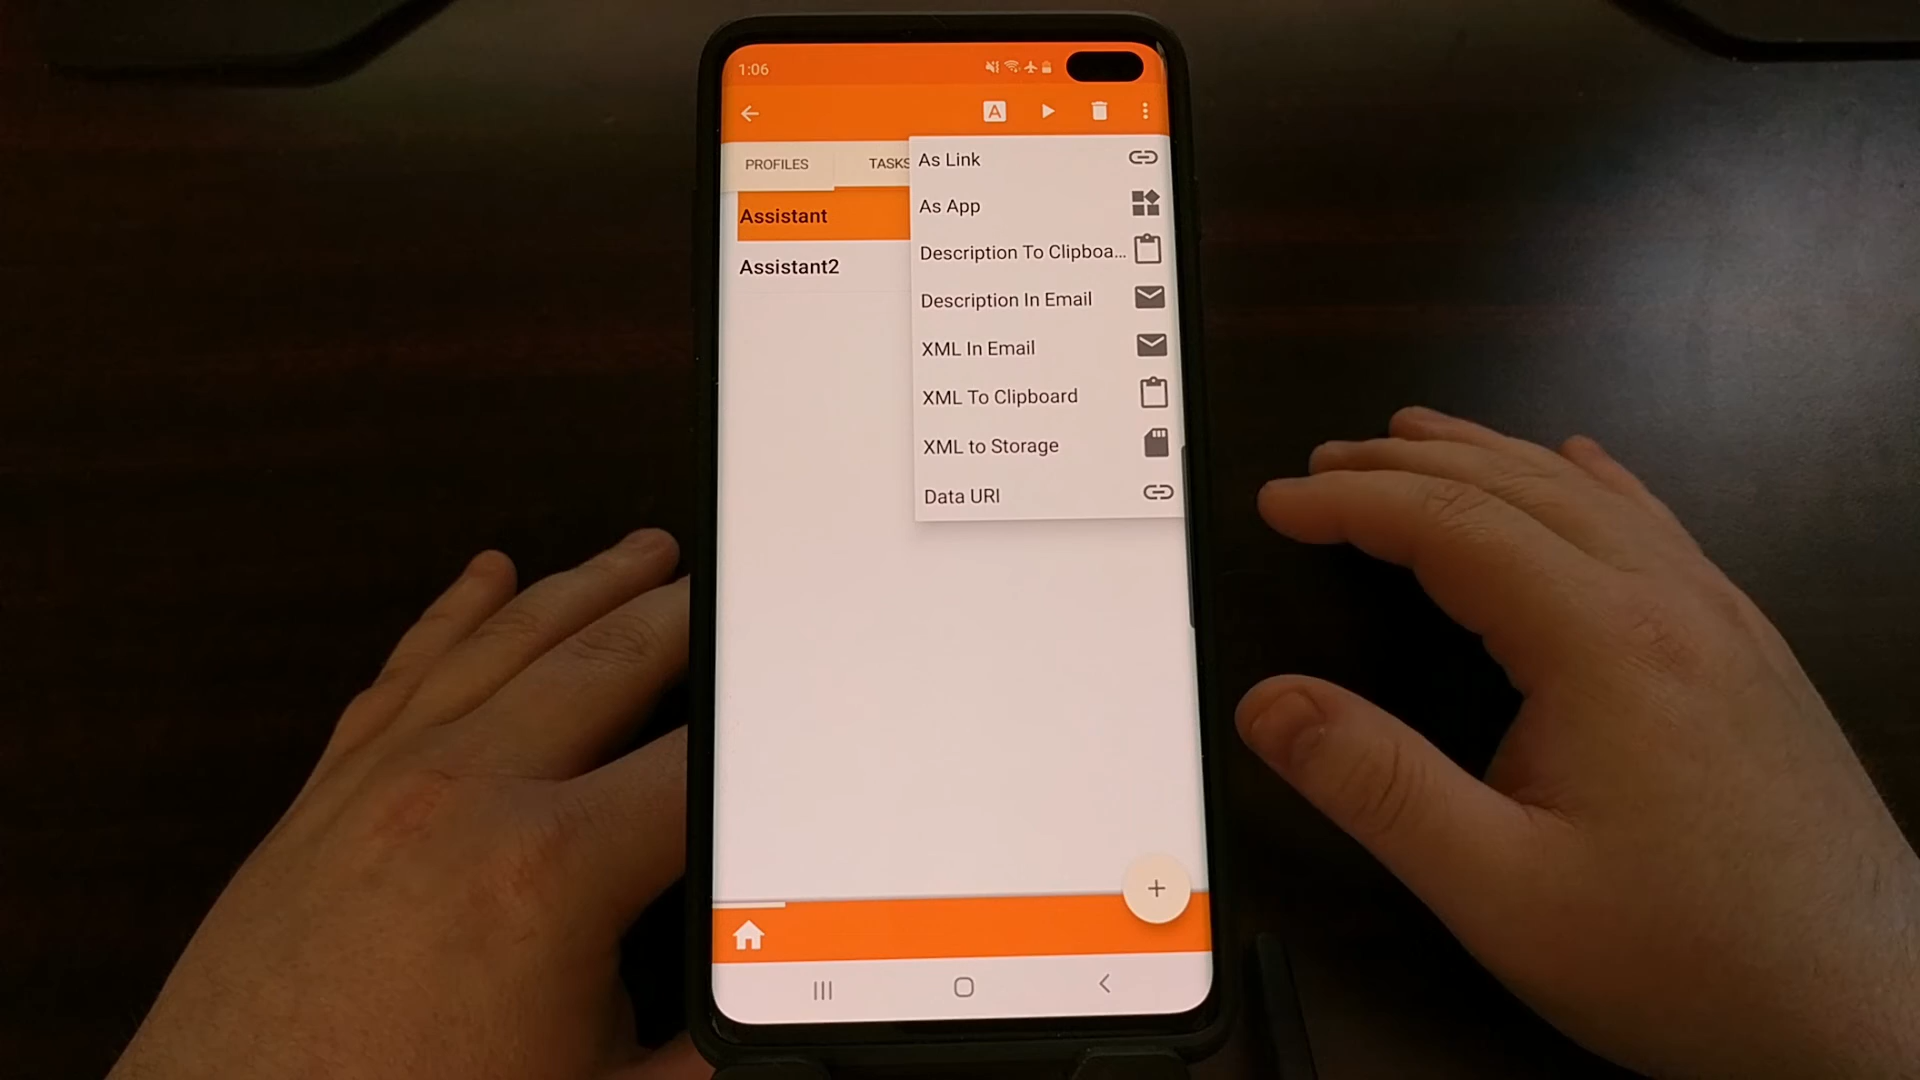 1:06
A
PROFILES
TASKS
As Link
Assistant
As App
Description To Clipboa...
Assistant2
Description In Email
XML In Email
XML To Clipboard
XML to Storage
Data URI